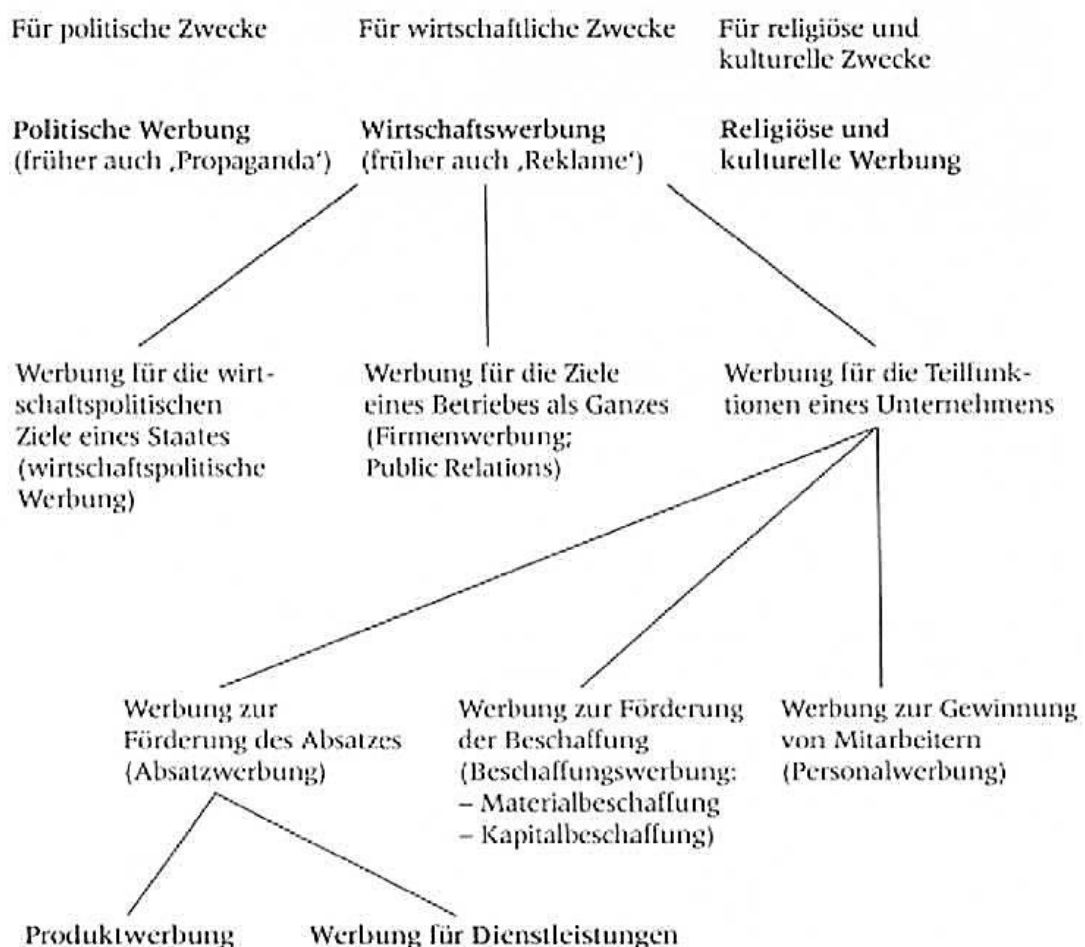 Für politische Zwecke
Für wirtschaftliche Zwecke
Für religiöse und
kulturelle Zwecke
Politische Werbung
(früher auch ‚Propaganda‘)
Wirtschaftswerbung
(früher auch ‚Reklame‘)
Religiöse und
kulturelle Werbung
Werbung für die wirt-
schaftspolitischen
Ziele eines Staates
(wirtschaftspolitische
Werbung)
Werbung für die Ziele
eines Betriebes als Ganzes
(Firmenwerbung;
Public Relations)
Werbung für die Teilfunk-
tionen eines Unternehmens
Werbung zur
Förderung des Absatzes
(Absatzwerbung)
Werbung zur Förderung
der Beschaffung
(Beschaffungswerbung:
– Materialbeschaffung
– Kapitalbeschaffung)
Werbung zur Gewinnung
von Mitarbeitern
(Personalwerbung)
Produktwerbung
Werbung für Dienstleistungen